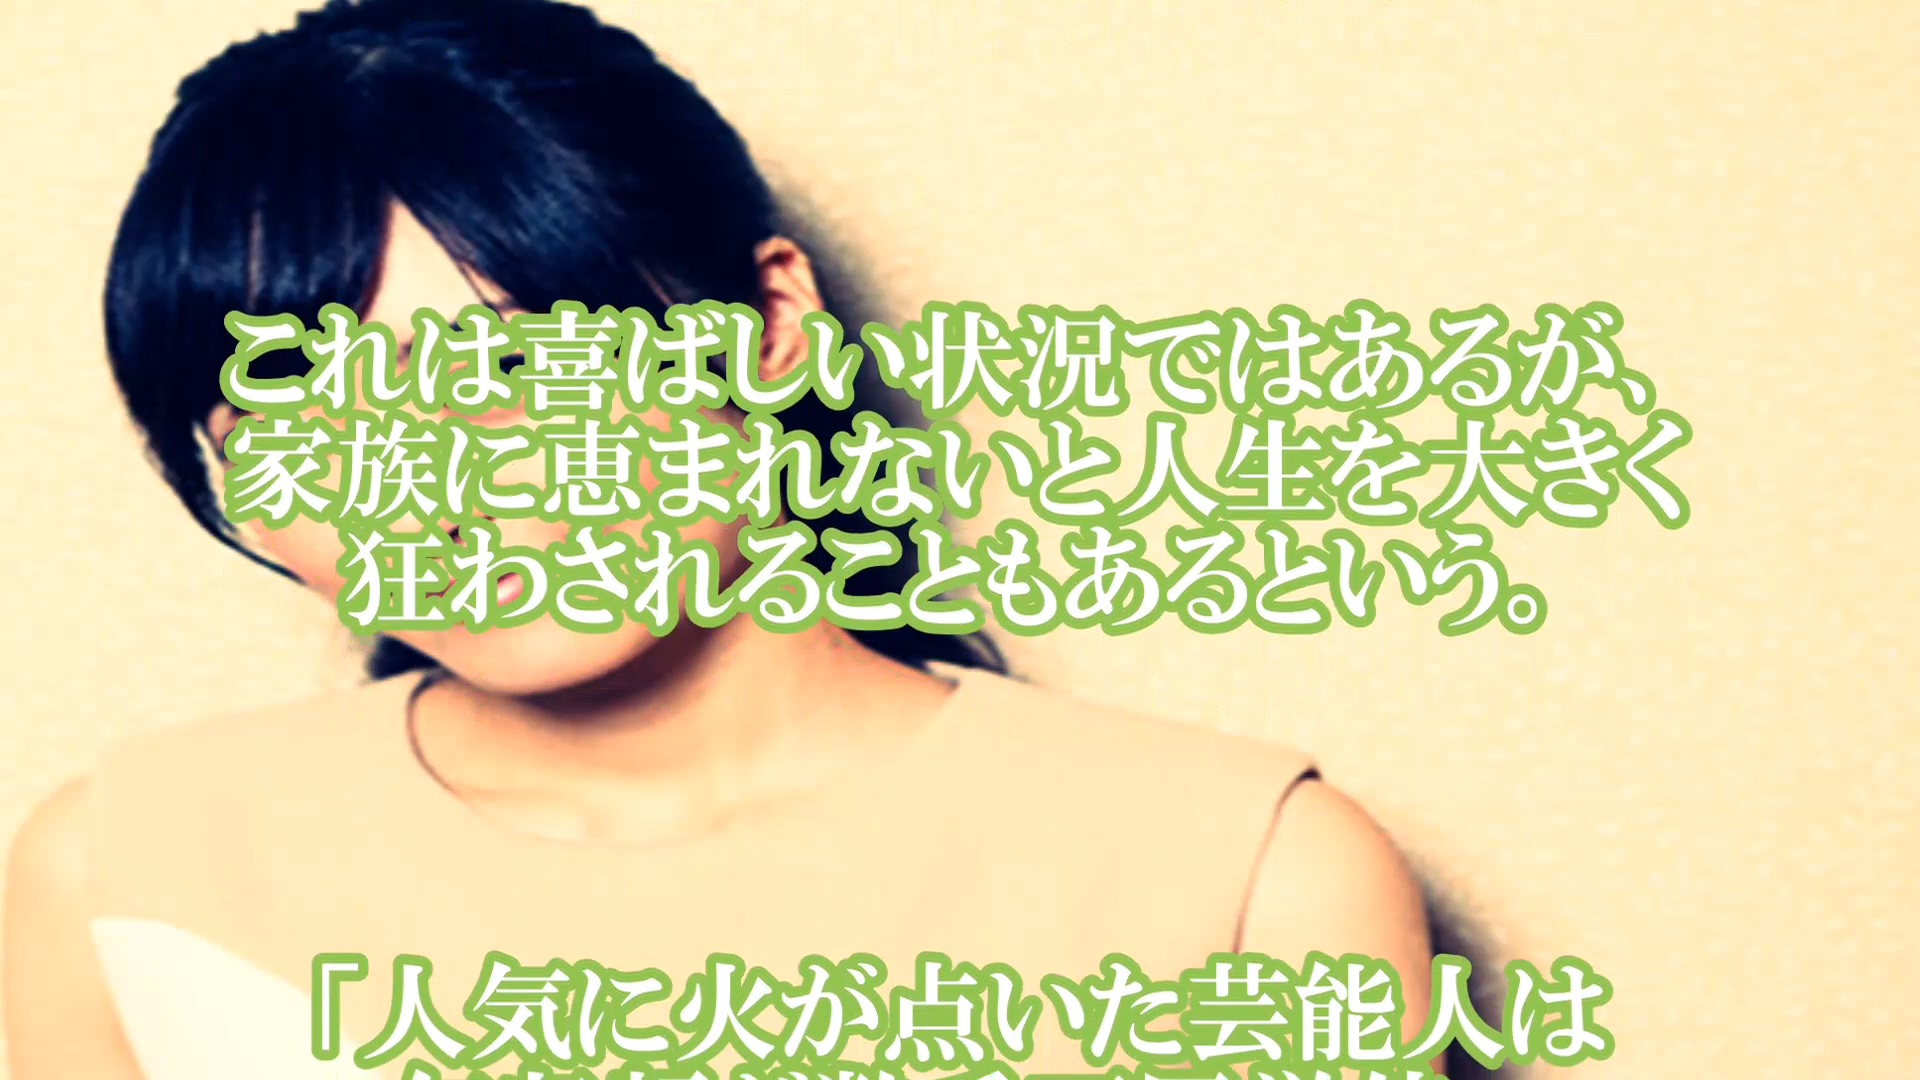 これは喜ばしい状況ではあるが、
家族に恵まれないと人生を大きく
狂わされることもあるという。
「人気に火が点いた芸能人は